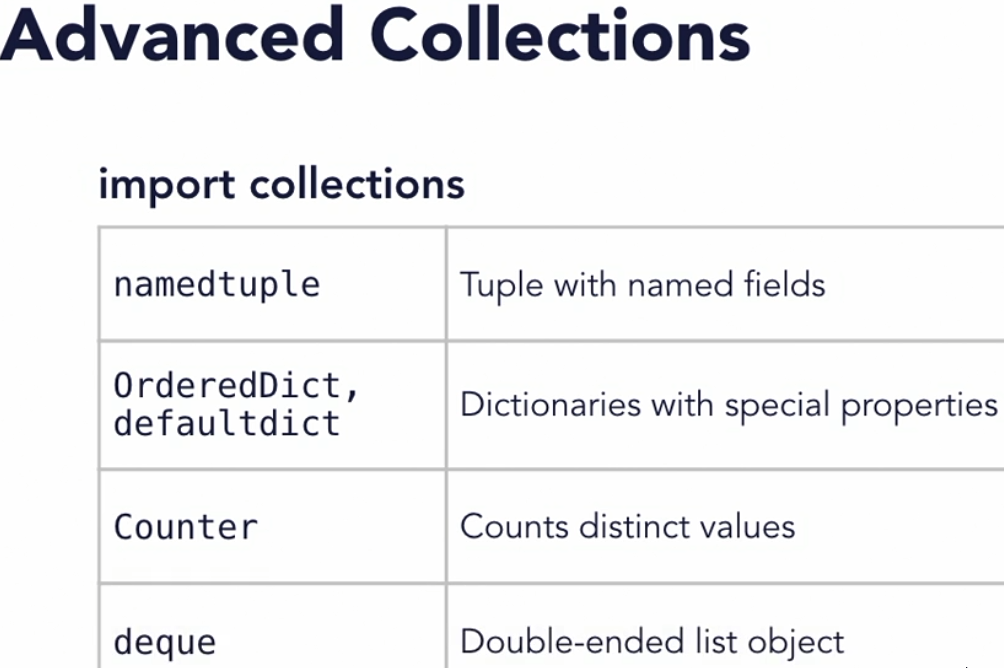 Advanced Collections
import collections
namedtuple
Tuple with named fields
OrderedDict,
defaultdict
Dictionaries with special properties
Counter
Counts distinct values
deque
Double-ended list object